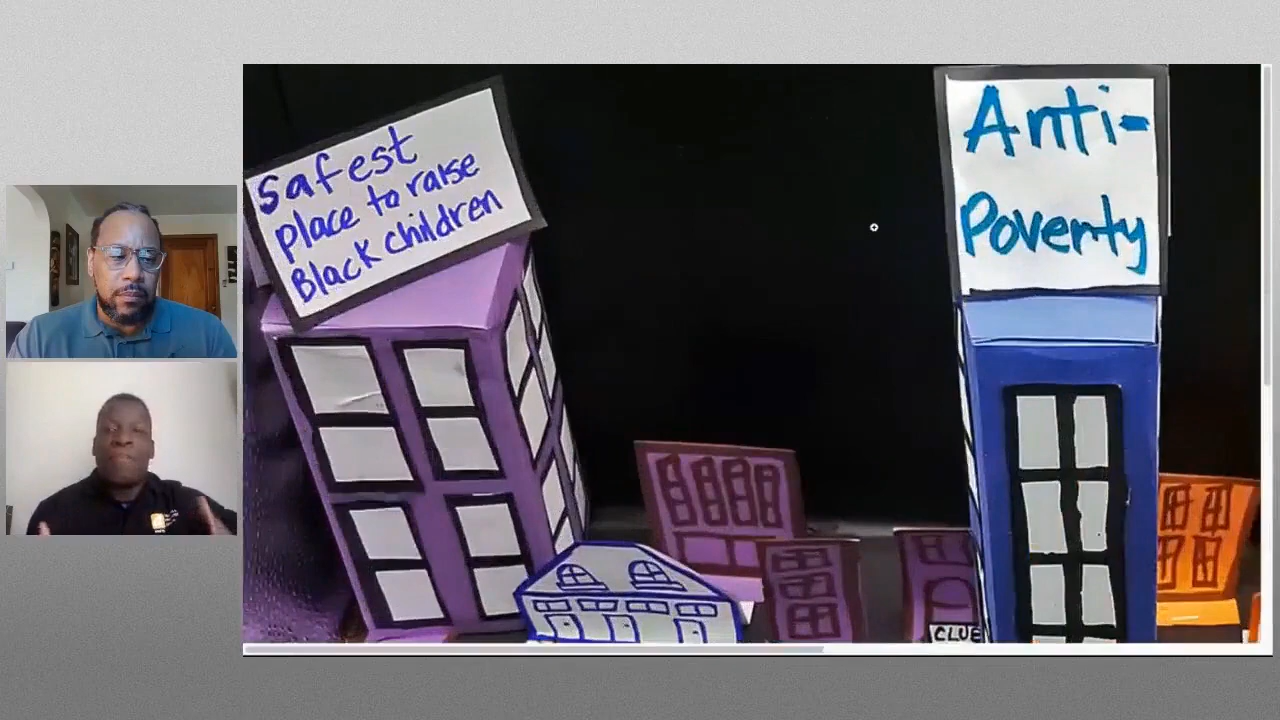 Safest
place to raise
Black children
Anti-
Poverty
CLUE